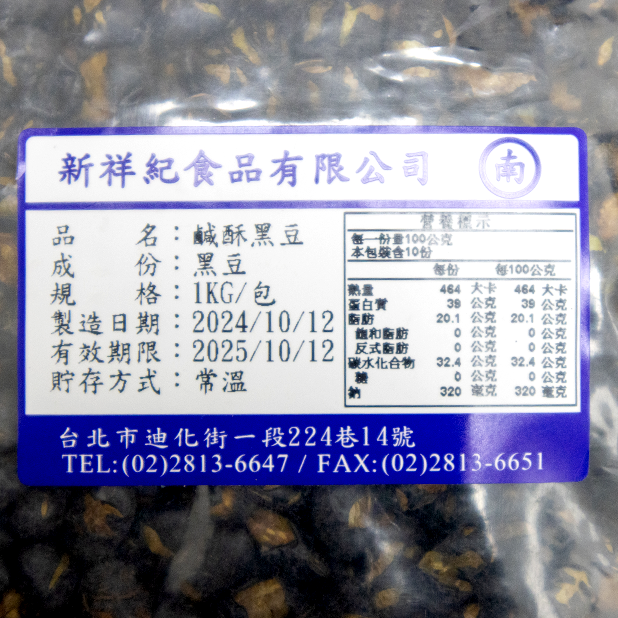 新祥紀食品有限公司 南
品 名：鹹酥黑豆
成 份：黑豆
規 格：1KG/包
製造日期：2024/10/12
有效期限：2025/10/12
貯存方式：常溫
營養標示
每一份量100公克
本包裝含10份
每份 每100公克
熱量 464 大卡 464 大卡
蛋白質 39 公克 39 公克
脂肪 20.1 公克 20.1 公克
飽和脂肪 0 公克 0 公克
反式脂肪 0 公克 0 公克
碳水化合物 32.4 公克 32.4 公克
糖 0 公克 0 公克
鈉 320 毫克 320 毫克
台北市迪化街一段224巷14號
TEL:(02)2813-6647 / FAX:(02)2813-6651